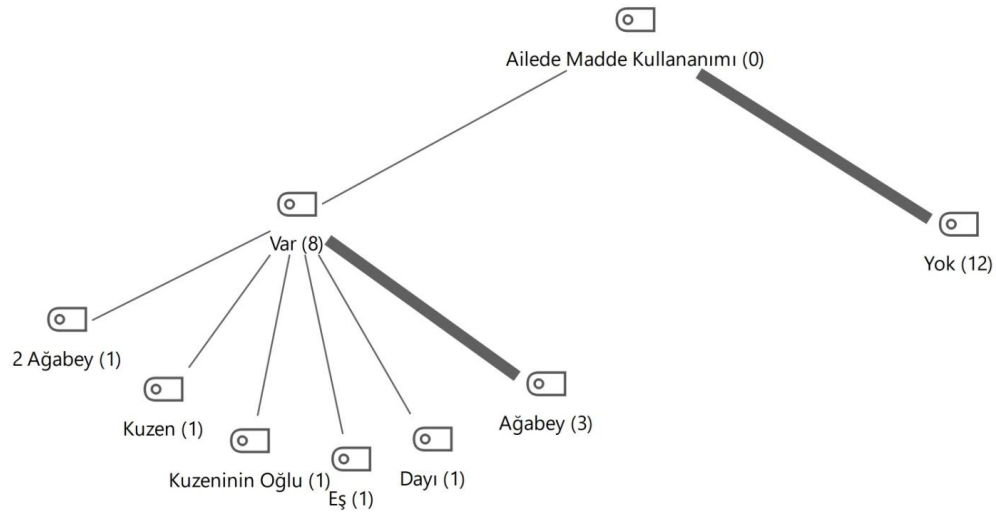 Ailede Madde Kullananımı (0)
Var (8)
Yok (12)
2 Ağabey (1)
Kuzen (1)
Kuzeninin Oğlu (1)
Eş (1)
Dayı (1)
Ağabey (3)